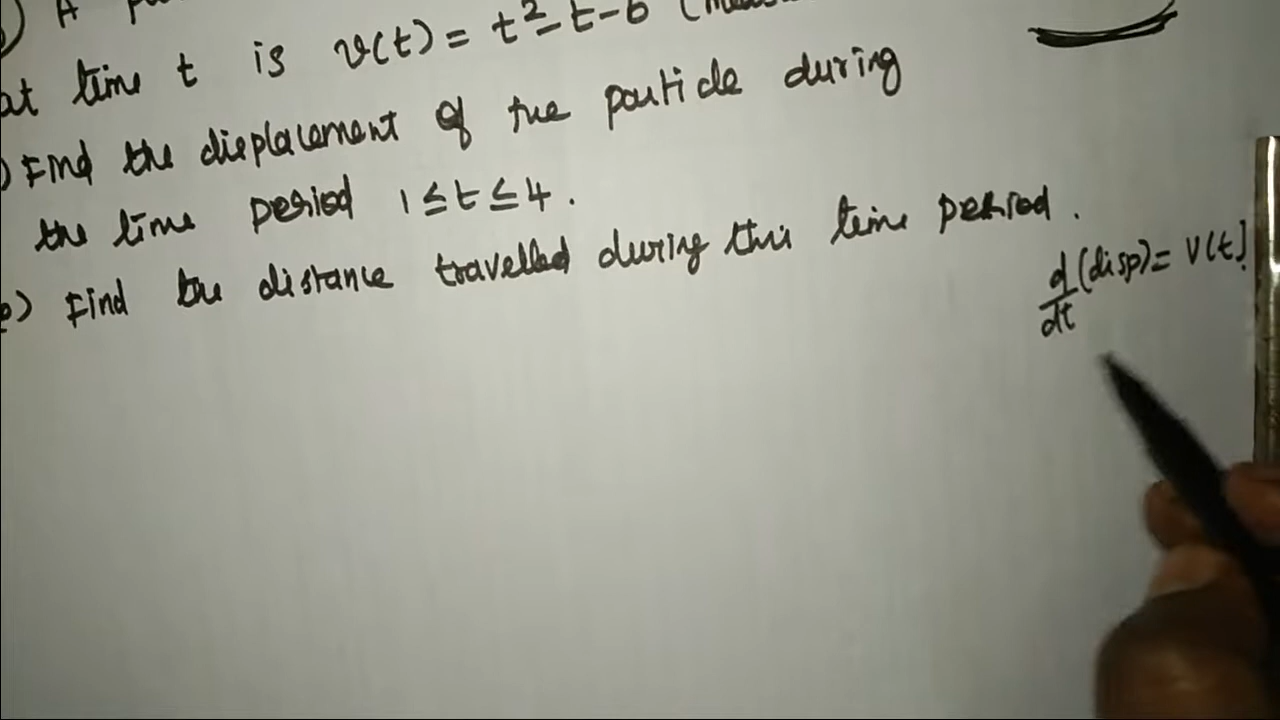 ) A
at time t is v(t) = t²-t-6 (
) Find the displacement of the particle during
the time period 1≤t≤4.
) Find the distance travelled during this time period.
d/dt (disp) = v(t)